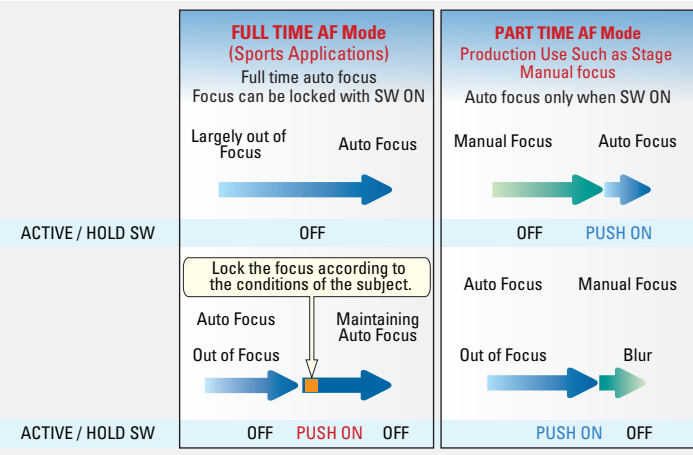 FULL TIME AF Mode
(Sports Applications)
Full time auto focus
Focus can be locked with SW ON
Largely out of
Focus
Auto Focus
PART TIME AF Mode
Production Use Such as Stage
Manual focus
Auto focus only when SW ON
Manual Focus
Auto Focus
ACTIVE / HOLD SW
OFF
OFF
PUSH ON
Lock the focus according to
the conditions of the subject.
Auto Focus
Maintaining
Auto Focus
Out of Focus
Auto Focus
Manual Focus
Out of Focus
Blur
ACTIVE / HOLD SW
OFF
PUSH ON
OFF
PUSH ON
OFF